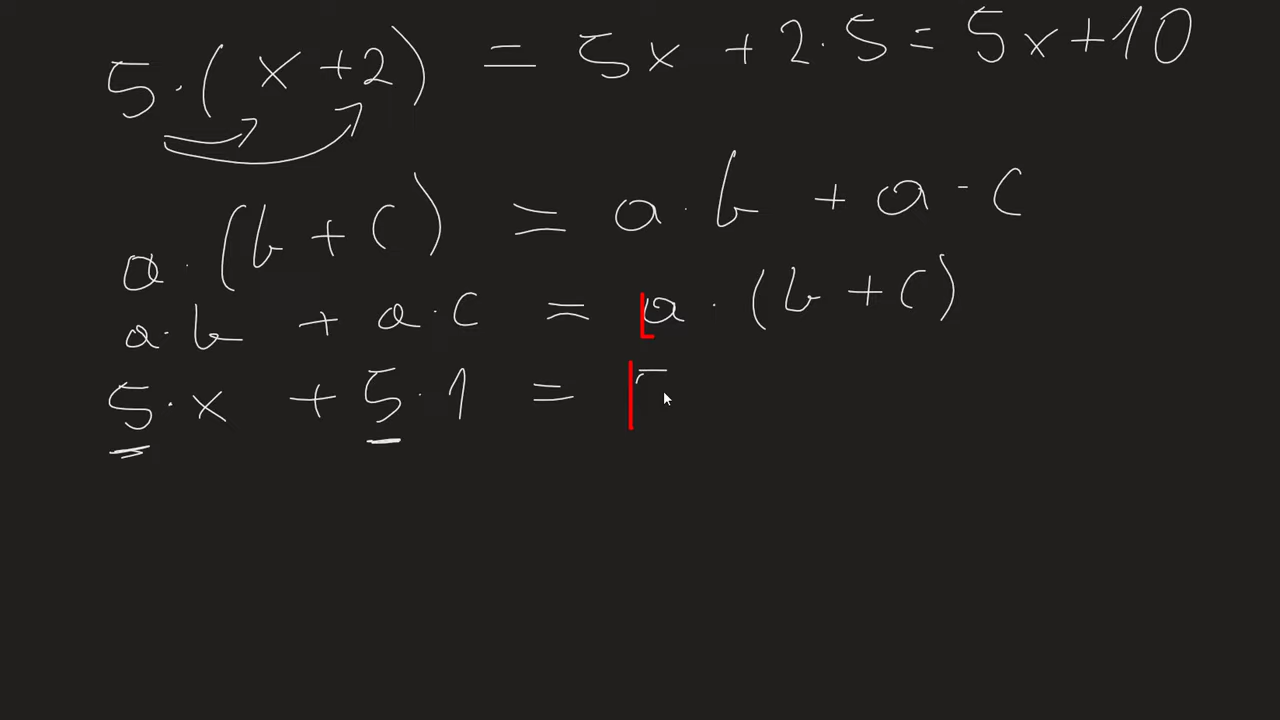 5·(x+2) = 5x + 2·5 = 5x+10
a·(b+c) = a·b + a·c
a·b + a·c = a·(b+c)
5·x + 5·1 =